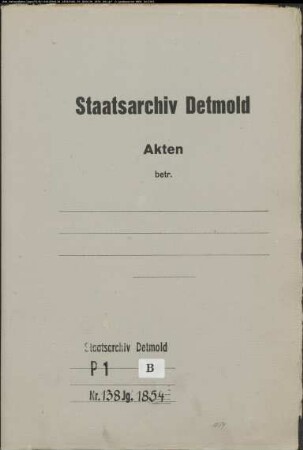 Staatsarchiv Detmold
Akten
betr.
Staatsarchiv Detmold
P 1 B
Nr. 138 Jg. 1854